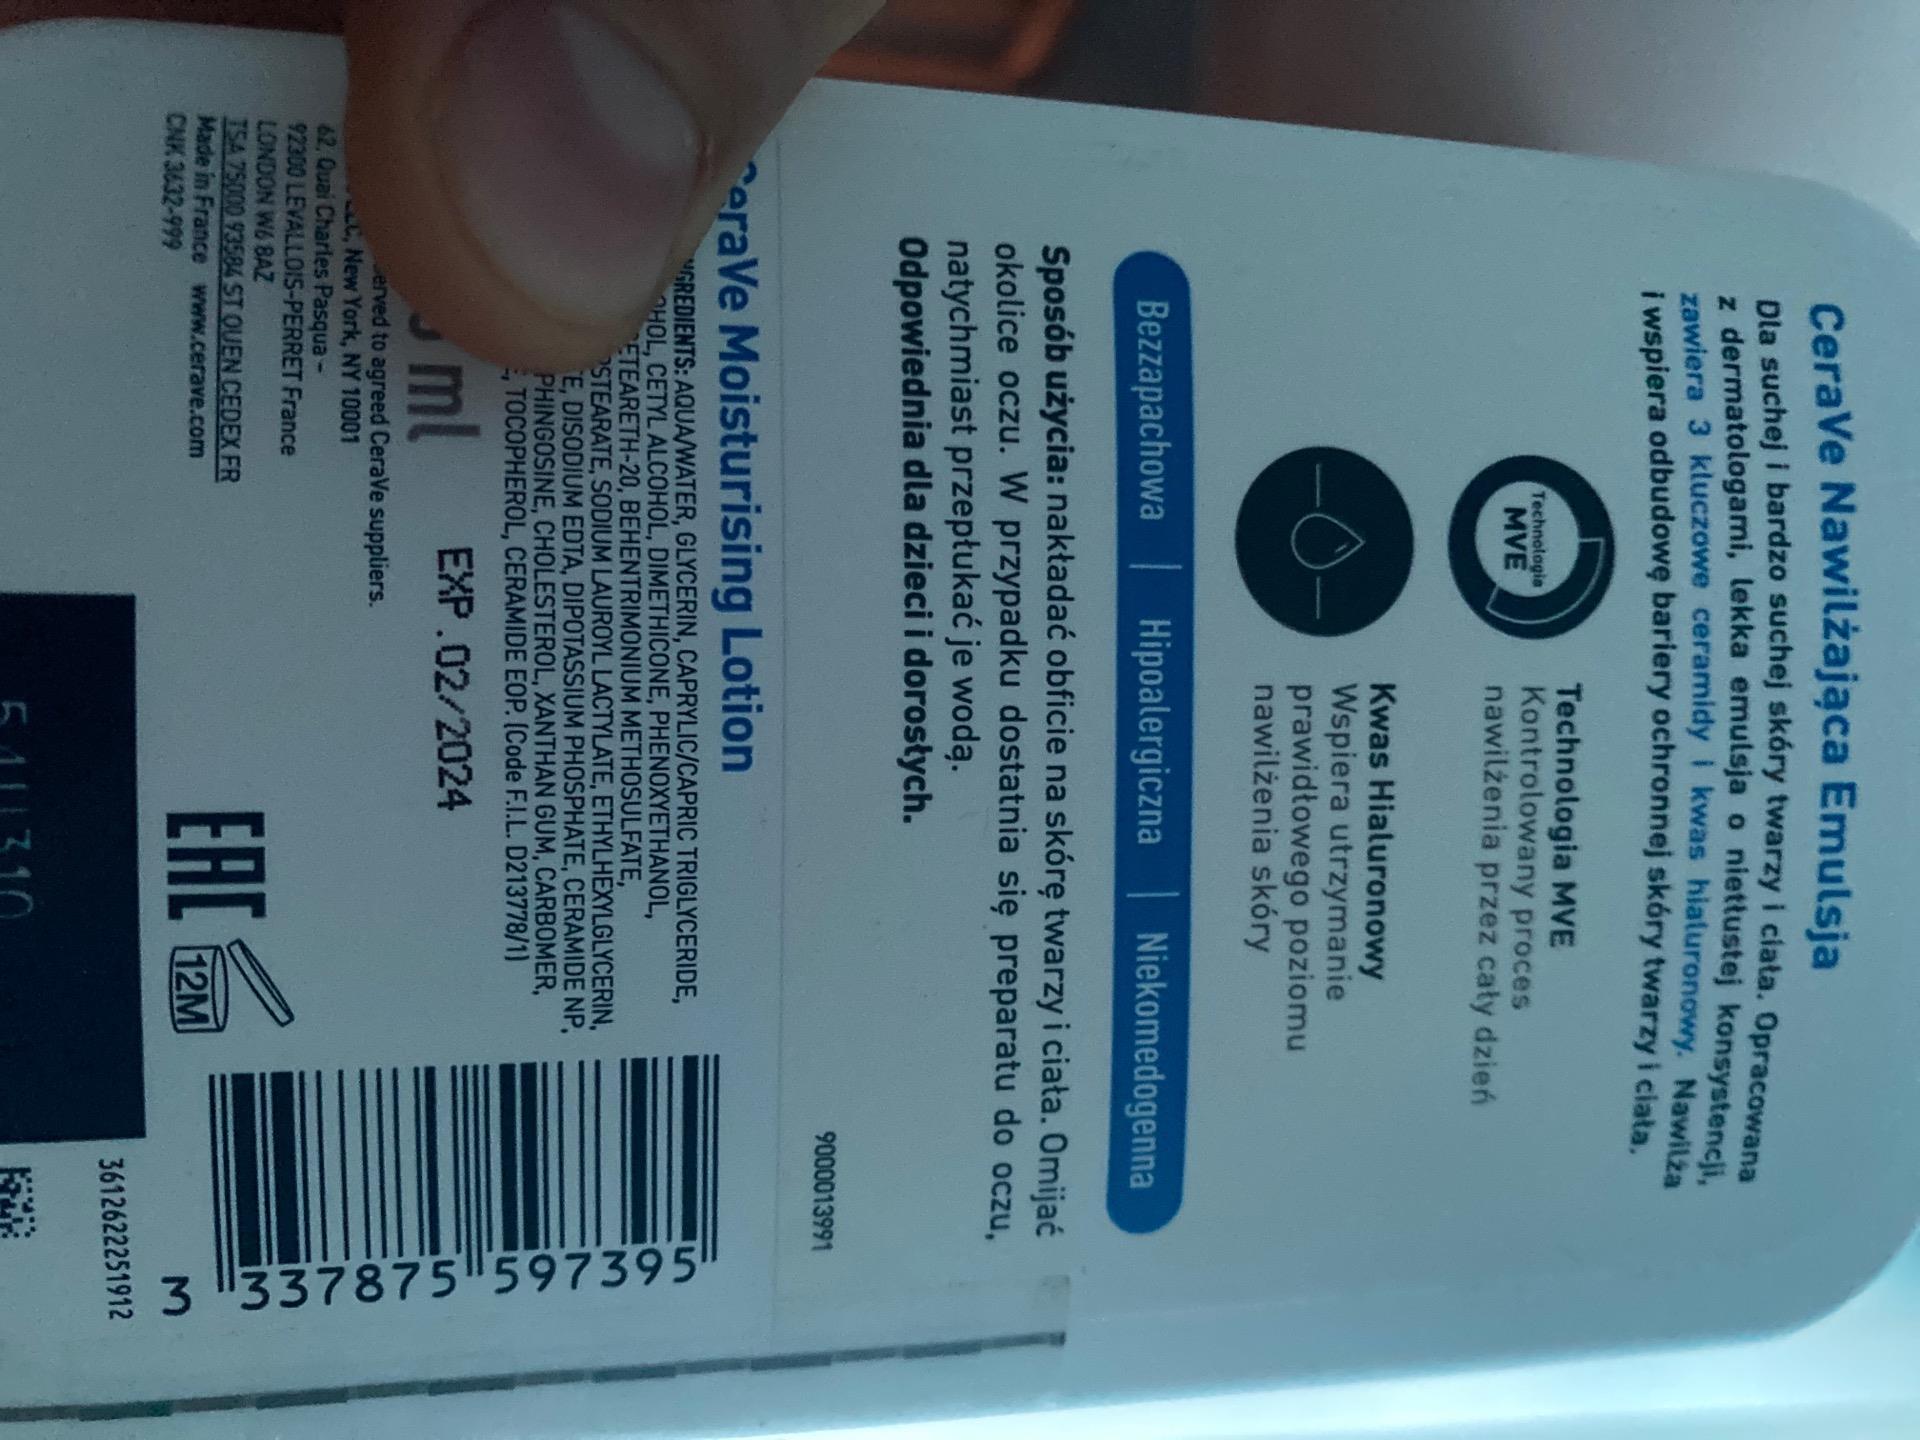 CeraVe Nawilżająca Emulsja
Dla suchej i bardzo suchej skóry twarzy i ciała. Opracowana
z dermatologami, lekka emulsja o nietłustej konsystencji,
zawiera 3 kluczowe ceramidy i kwas hialuronowy. Nawilża
i wspiera odbudowę bariery ochronnej skóry twarzy i ciała.
Technologia
MVE
Technologia MVE
Kontrolowany proces
nawilżenia przez cały dzień
Kwas Hialuronowy
Wspiera utrzymanie
prawidłowego poziomu
nawilżenia skóry
Bezzapachowa | Hipoalergiczna | Niekomedogenna
Sposób użycia: nakładać obficie na skórę twarzy i ciała. Omijać
okolice oczu. W przypadku dostatnia się preparatu do oczu,
natychmiast przepłukać je wodą.
Odpowiednia dla dzieci i dorosłych.
9000013991
CeraVe Moisturising Lotion
INGREDIENTS: AQUA/WATER, GLYCERIN, CAPRYLIC/CAPRIC TRIGLYCERIDE,
CETYL ALCOHOL, DIMETHICONE, PHENOXYETHANOL,
CETEARETH-20, BEHENTRIMONIUM METHOSULFATE,
SODIUM LAUROYL LACTYLATE, ETHYLHEXYLGLYCERIN,
DISODIUM EDTA, DIPOTASSIUM PHOSPHATE, CERAMIDE NP,
CHOLESTEROL, XANTHAN GUM, CARBOMER,
TOCOPHEROL, CERAMIDE EOP. (Code F.I.L. D213778/1)
ml
EXP.02/2024
to agreed CeraVe suppliers.
New York, NY 10001
62, Quai Charles Pasqua -
92300 LEVALLOIS-PERRET France
LONDON W6 8AZ
TSA 75000 93584 ST OUEN CEDEX FR
Made in France www.cerave.com
CNK 3632-999
EAC
12M
3 337875 597395
3612622251912